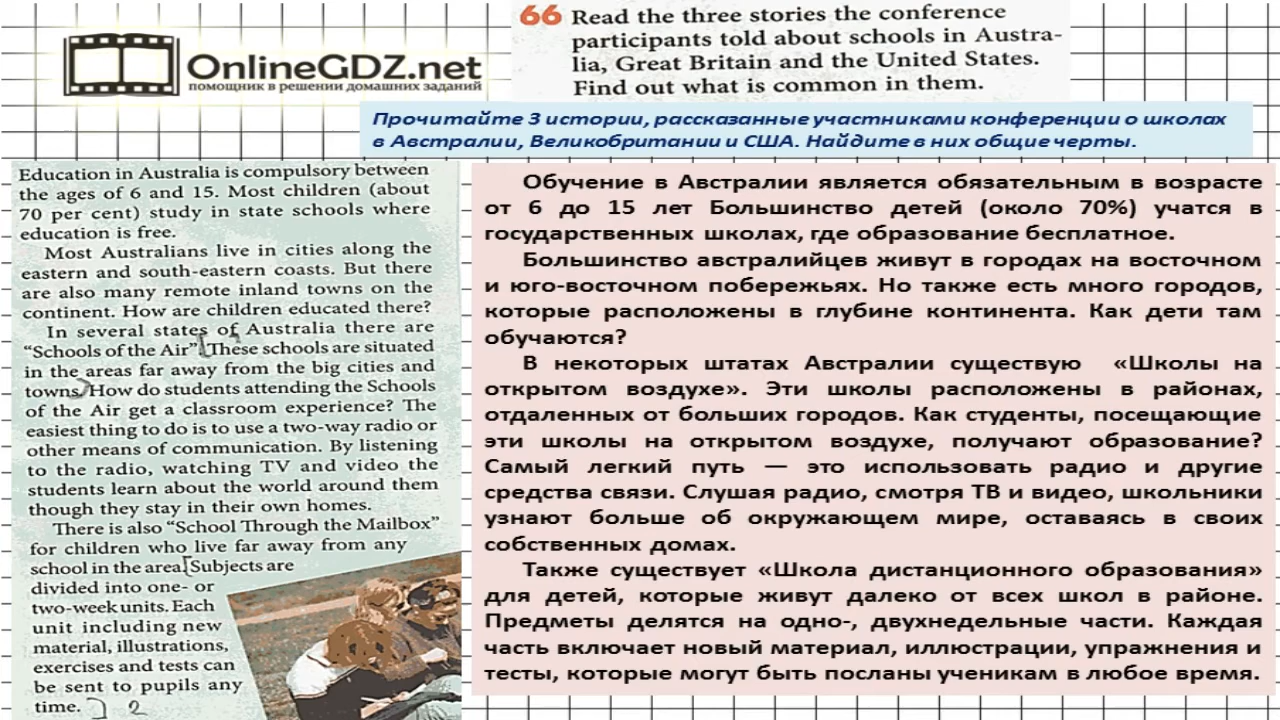 66 Read the three stories the conference
participants told about schools in Austra-
lia, Great Britain and the United States.
Find out what is common in them.
OnlineGDZ.net
помощник в решении домашних заданий
Прочитайте 3 истории, рассказанные участниками конференции о школах
в Австралии, Великобритании и США. Найдите в них общие черты.
Education in Australia is compulsory between
the ages of 6 and 15. Most children (about
70 per cent) study in state schools where
education is free.
Most Australians live in cities along the
eastern and south-eastern coasts. But there
are also many remote inland towns on the
continent. How are children educated there?
In several states of Australia there are
“Schools of the Air”. These schools are situated
in the areas far away from the big cities and
towns. How do students attending the Schools
of the Air get a classroom experience? The
easiest thing to do is to use a two-way radio or
other means of communication. By listening
to the radio, watching TV and video the
students learn about the world around them
though they stay in their own homes.
There is also “School Through the Mailbox”
for children who live far away from any
school in the area. Subjects are
divided into one- or
two-week units. Each
unit including new
material, illustrations,
exercises and tests can
be sent to pupils any
time. 2
Обучение в Австралии является обязательным в возрасте
от 6 до 15 лет Большинство детей (около 70%) учатся в
государственных школах, где образование бесплатное.
Большинство австралийцев живут в городах на восточном
и юго-восточном побережьях. Но также есть много городов,
которые расположены в глубине континента. Как дети там
обучаются?
В некоторых штатах Австралии существую «Школы на
открытом воздухе». Эти школы расположены в районах,
отдаленных от больших городов. Как студенты, посещающие
эти школы на открытом воздухе, получают образование?
Самый легкий путь — это использовать радио и другие
средства связи. Слушая радио, смотря ТВ и видео, школьники
узнают больше об окружающем мире, оставаясь в своих
собственных домах.
Также существует «Школа дистанционного образования»
для детей, которые живут далеко от всех школ в районе.
Предметы делятся на одно-, двухнедельные части. Каждая
часть включает новый материал, иллюстрации, упражнения и
тесты, которые могут быть посланы ученикам в любое время.